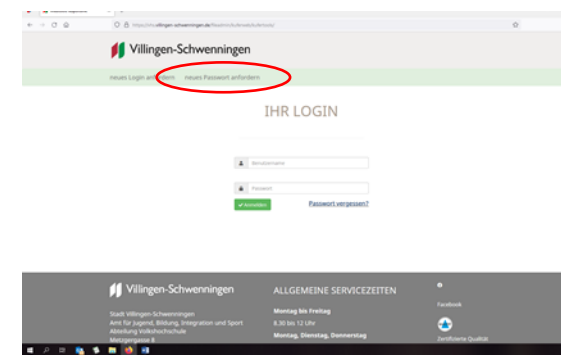 Villingen-Schwenningen
neues Login anfordern neues Passwort anfordern
IHR LOGIN
Benutzername
Passwort
Anmelden Passwort vergessen?
Villingen-Schwenningen
Stadt Villingen-Schwenningen
Amt für Jugend, Bildung, Integration und Sport
Abteilung Volkshochschule
Metzgergasse 8
ALLGEMEINE SERVICEZEITEN
Montag bis Freitag
8.30 bis 12 Uhr
Montag, Dienstag, Donnerstag
Facebook
Zertifizierte Qualität